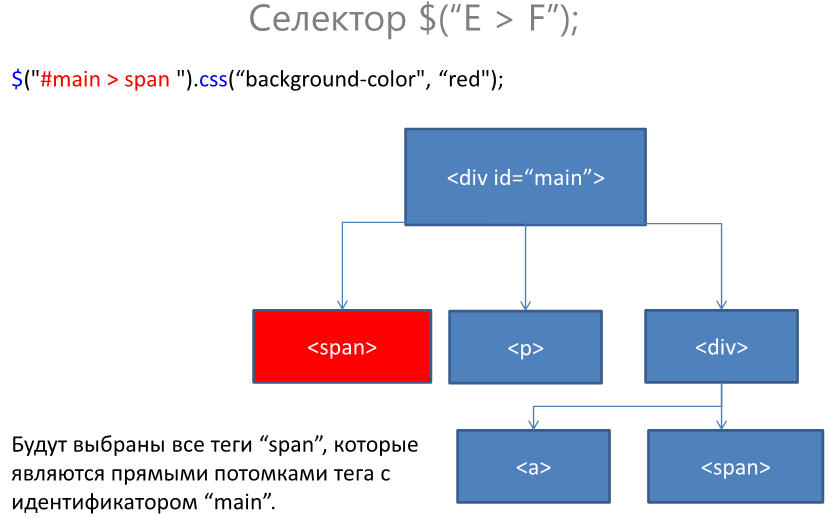 Селектор $(“E > F”);
$("#main > span ").css(“background-color", “red");
<div id=“main”>
<span>
<p>
<div>
<a>
<span>
Будут выбраны все теги “span”, которые
являются прямыми потомками тега с
идентификатором “main”.